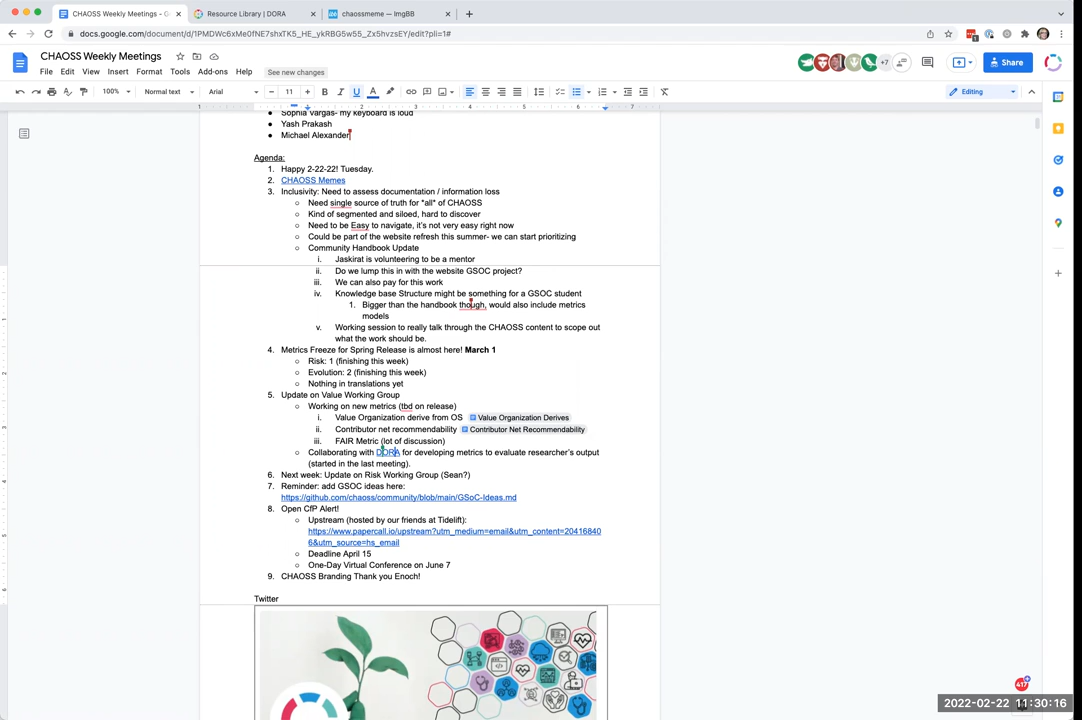 CHAOSS Weekly Meetings - G
Resource Library | DORA
chaossmeme — ImgBB
docs.google.com/document/d/1PMDWc6xMe0fNE7shxTK5_HE_ykRBG5w55_Zx5hvzsEY/edit?pli=1#
CHAOSS Weekly Meetings
File Edit View Insert Format Tools Add-ons Help See new changes
+7
Share
100% Normal text Arial 11 Editing
1 1 2 3 4 5 6 7
Sophia Vargas- my keyboard is loud
Yash Prakash
Michael Alexander
Agenda:
1. Happy 2-22-22! Tuesday.
2. CHAOSS Memes
3. Inclusivity: Need to assess documentation / information loss
Need single source of truth for *all* of CHAOSS
Kind of segmented and siloed, hard to discover
Need to be Easy to navigate, it's not very easy right now
Could be part of the website refresh this summer- we can start prioritizing
Community Handbook Update
i. Jaskirat is volunteering to be a mentor
ii. Do we lump this in with the website GSOC project?
iii. We can also pay for this work
iv. Knowledge base Structure might be something for a GSOC student
1. Bigger than the handbook though, would also include metrics
models
v. Working session to really talk through the CHAOSS content to scope out
what the work should be.
4. Metrics Freeze for Spring Release is almost here! March 1
Risk: 1 (finishing this week)
Evolution: 2 (finishing this week)
Nothing in translations yet
5. Update on Value Working Group
Working on new metrics (tbd on release)
i. Value Organization derive from OS Value Organization Derives
ii. Contributor net recommendability Contributor Net Recommendability
iii. FAIR Metric (lot of discussion)
Collaborating with DORA for developing metrics to evaluate researcher's output
(started in the last meeting).
6. Next week: Update on Risk Working Group (Sean?)
7. Reminder: add GSOC ideas here:
https://github.com/chaoss/community/blob/main/GSoC-Ideas.md
8. Open CfP Alert!
Upstream (hosted by our friends at Tidelift):
https://www.papercall.io/upstream?utm_medium=email&utm_content=20416840
6&utm_source=hs_email
Deadline April 15
One-Day Virtual Conference on June 7
9. CHAOSS Branding Thank you Enoch!
Twitter
417
2022-02-22 11:30:16